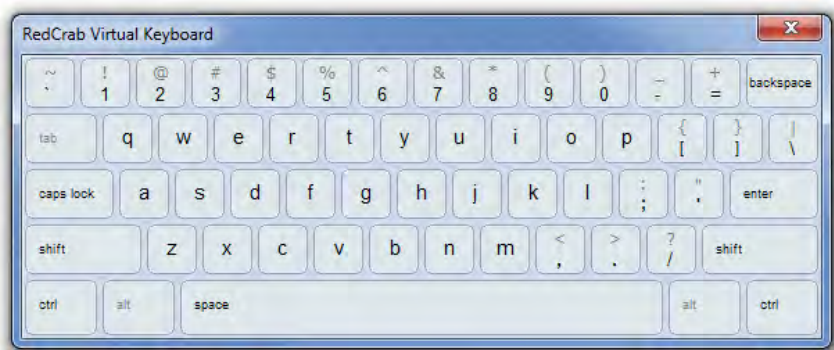 RedCrab Virtual Keyboard
x
~ ! @ # $ % ^ & * ( ) _ +
` 1 2 3 4 5 6 7 8 9 0 - = backspace
{ } |
tab q w e r t y u i o p [ ] \
: "
caps lock a s d f g h j k l ; ' enter
< > ?
shift z x c v b n m , . / shift
ctrl alt space alt ctrl